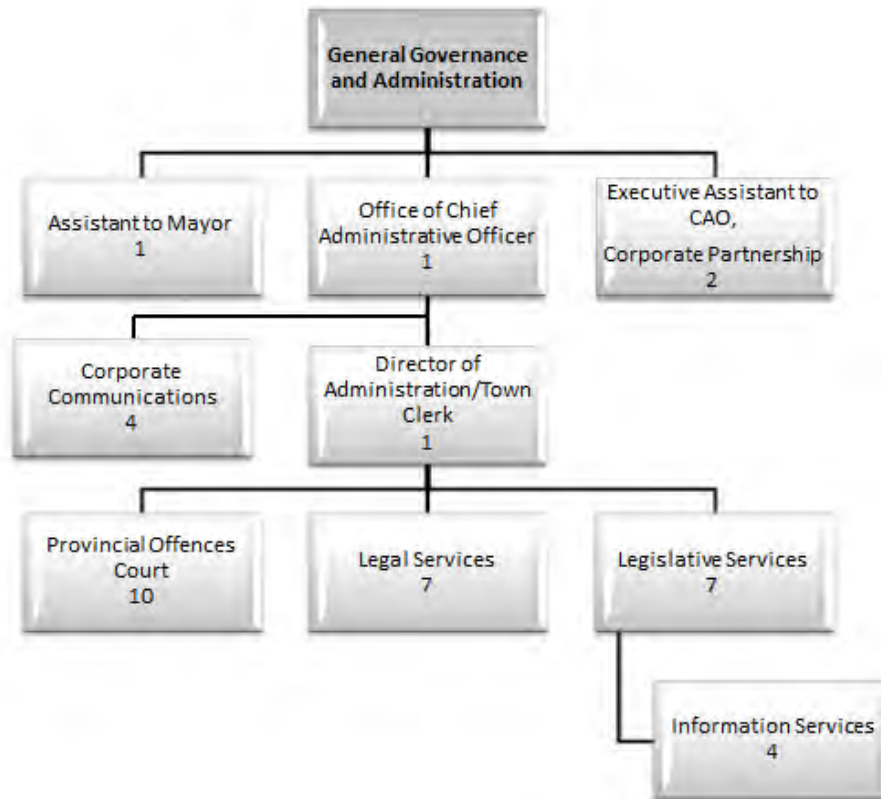 General Governance
and Administration
Assistant to Mayor
1
Office of Chief
Administrative Officer
1
Executive Assistant to
CAO,
Corporate Partnership
2
Corporate
Communications
4
Director of
Administration/Town
Clerk
1
Provincial Offences
Court
10
Legal Services
7
Legislative Services
7
Information Services
4